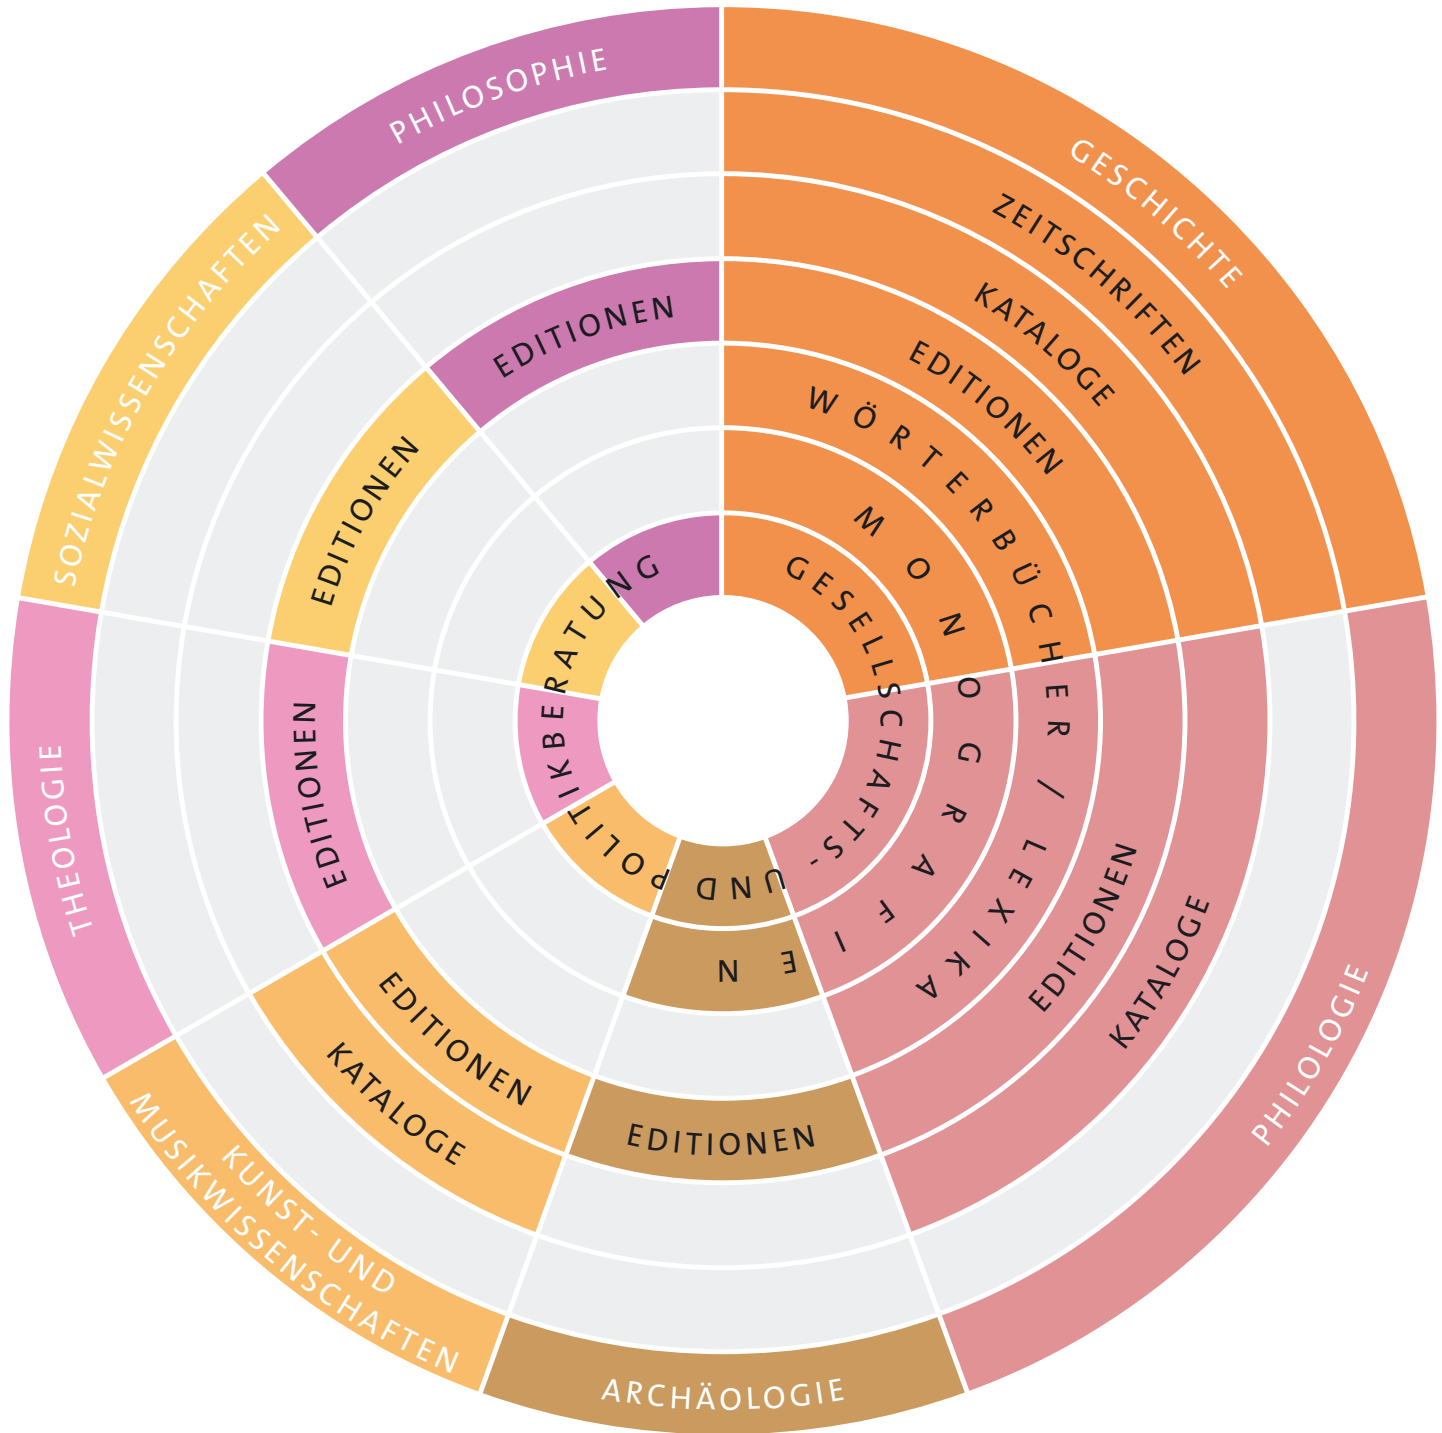 PHILOSOPHIE
GESCHICHTE
ZEITSCHRIFTEN
KATALOGE
EDITIONEN
WÖRTERBÜCHER / LEXIKA
MONOGRAFIEN
GESELLSCHAFTS- UND POLITIKBERATUNG
EDITIONEN
KATALOGE
PHILOLOGIE
EDITIONEN
ARCHÄOLOGIE
EDITIONEN
KATALOGE
KUNST- UND
MUSIKWISSENSCHAFTEN
EDITIONEN
THEOLOGIE
EDITIONEN
SOZIALWISSENSCHAFTEN
EDITIONEN